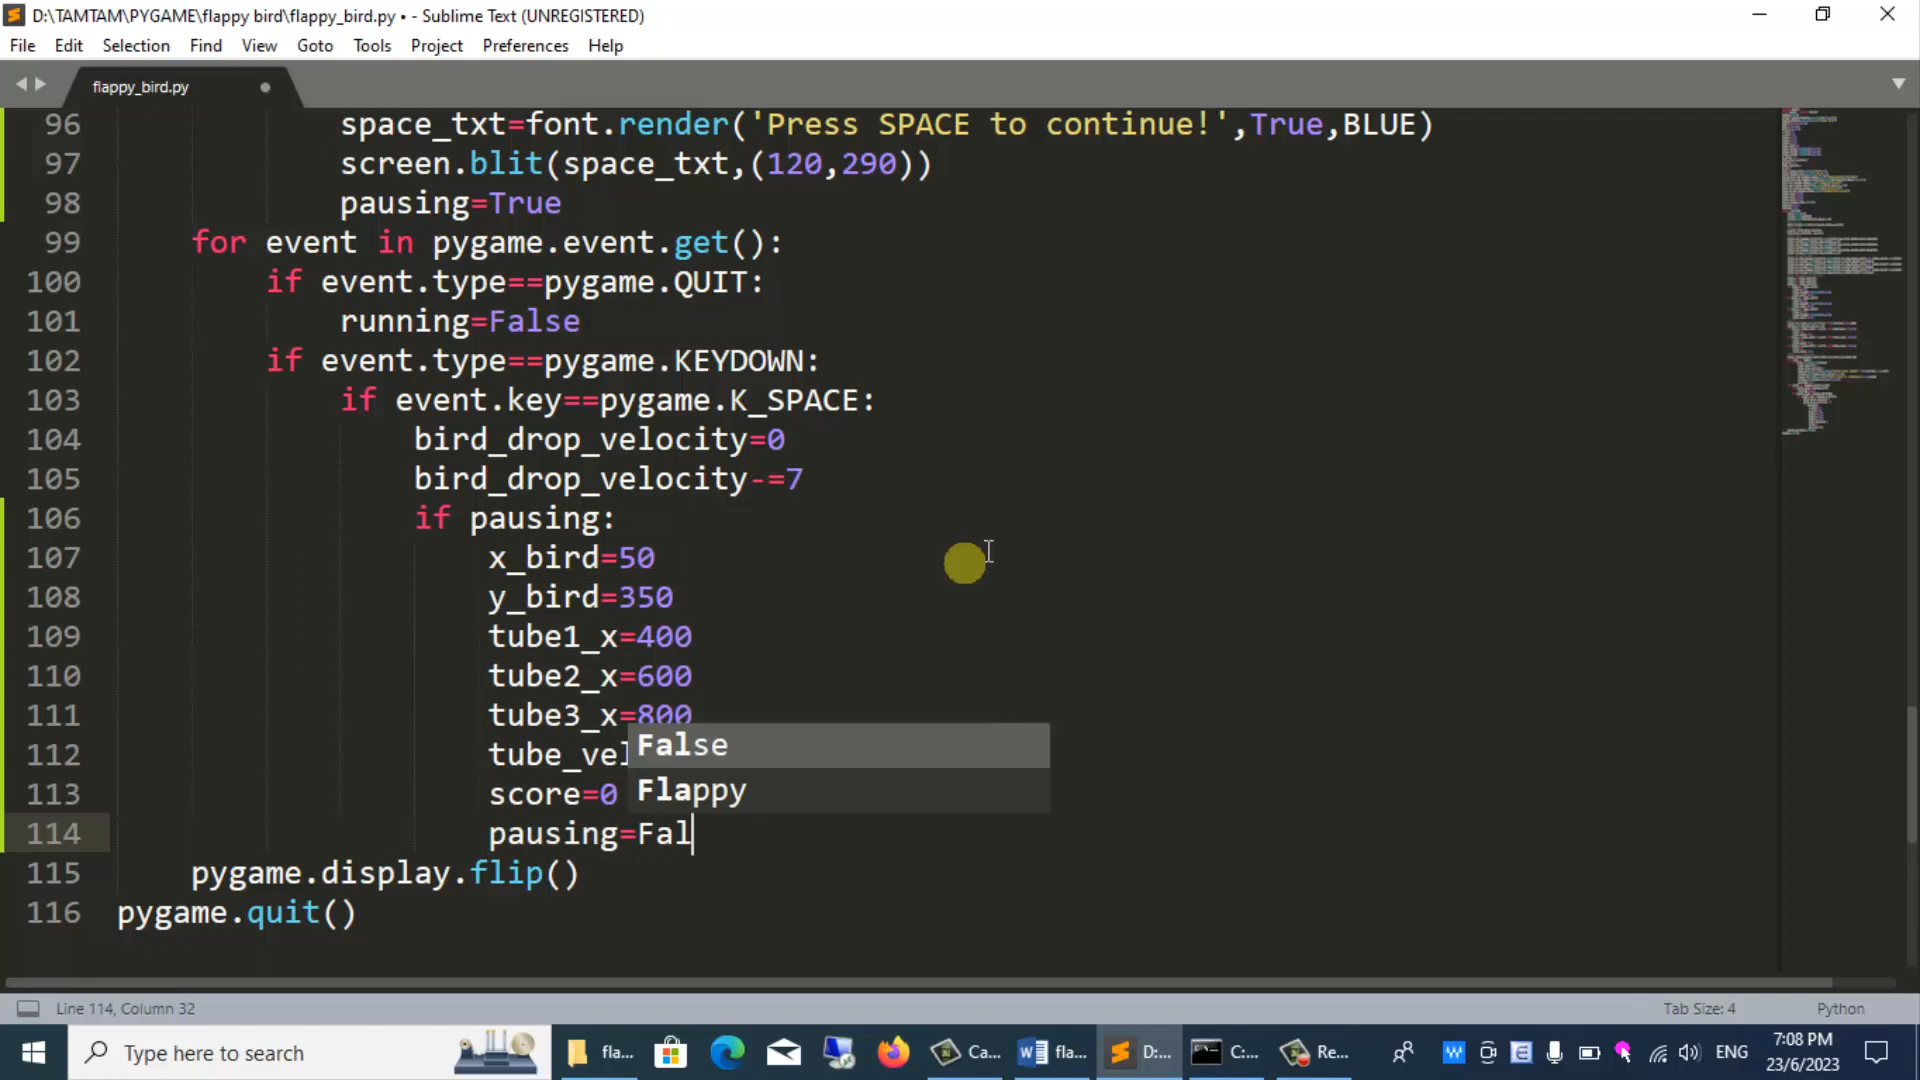 D:\TAMTAM\PYGAME\flappy bird\flappy_bird.py • - Sublime Text (UNREGISTERED)
File Edit Selection Find View Goto Tools Project Preferences Help
flappy_bird.py
96 space_txt=font.render('Press SPACE to continue!',True,BLUE)
97 screen.blit(space_txt,(120,290))
98 pausing=True
99 for event in pygame.event.get():
100 if event.type==pygame.QUIT:
101 running=False
102 if event.type==pygame.KEYDOWN:
103 if event.key==pygame.K_SPACE:
104 bird_drop_velocity=0
105 bird_drop_velocity-=7
106 if pausing:
107 x_bird=50
108 y_bird=350
109 tube1_x=400
110 tube2_x=600
111 tube3_x=800
112 tube_vel
False
113 score=0
Flappy
114 pausing=Fal
115 pygame.display.flip()
116 pygame.quit()
Line 114, Column 32
Tab Size: 4
Python
Type here to search
fla...
Ca...
fla...
D:...
C:...
Re...
ENG
7:08 PM
23/6/2023